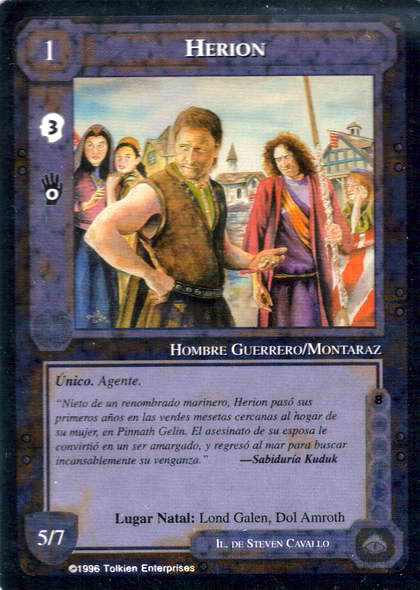 1
HERION
3
0
HOMBRE GUERRERO/MONTARAZ
Único. Agente.
8
“Nieto de un renombrado marinero, Herion pasó sus
primeros años en las verdes mesetas cercanas al hogar de
su mujer, en Pinnath Gelin. El asesinato de su esposa le
convirtió en un ser amargado, y regresó al mar para buscar
incansablemente su venganza.” —Sabiduría Kuduk
Lugar Natal: Lond Galen, Dol Amroth
5/7
IL. DE STEVEN CAVALLO
©1996 Tolkien Enterprises